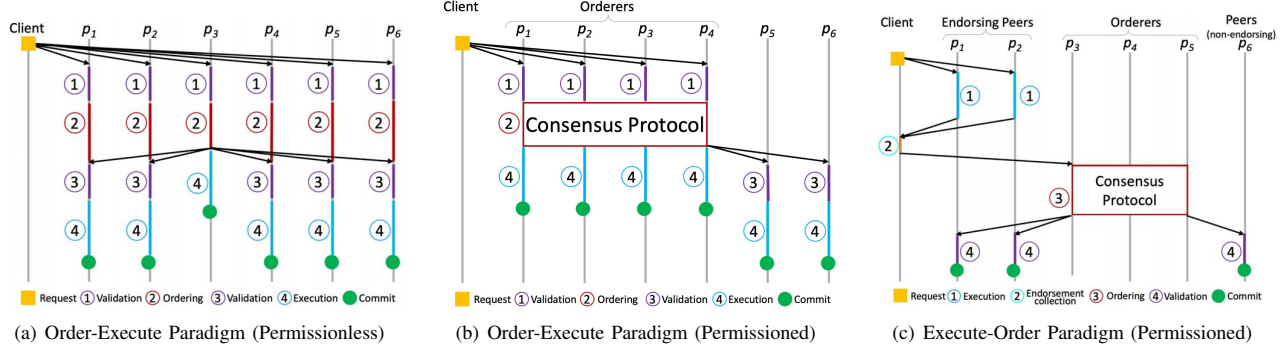 Client p1 p2 p3 p4 p5 p6
1 1 1 1 1 1
2 2 2 2 2 2
3 3 4 3 3 3
4 4 4 4 4
Request 1 Validation 2 Ordering 3 Validation 4 Execution Commit
(a) Order-Execute Paradigm (Permissionless)
Client Orderers
p1 p2 p3 p4 p5 p6
1 1 1 1
2 Consensus Protocol
4 4 4 4 3 3
4 4
Request 1 Validation 2 Ordering 3 Validation 4 Execution Commit
(b) Order-Execute Paradigm (Permissioned)
Client Endorsing Peers Orderers Peers
(non-endorsing)
p1 p2 p3 p4 p5 p6
1 1
2
3 Consensus
Protocol
4 4 4
Request 1 Execution 2 Endorsement
collection 3 Ordering 4 Validation Commit
(c) Execute-Order Paradigm (Permissioned)